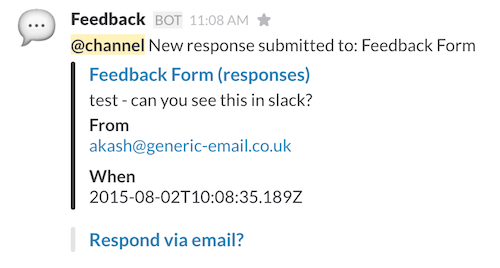 Feedback BOT 11:08 AM
@channel New response submitted to: Feedback Form
Feedback Form (responses)
test - can you see this in slack?
From
akash@generic-email.co.uk
When
2015-08-02T10:08:35.189Z
Respond via email?